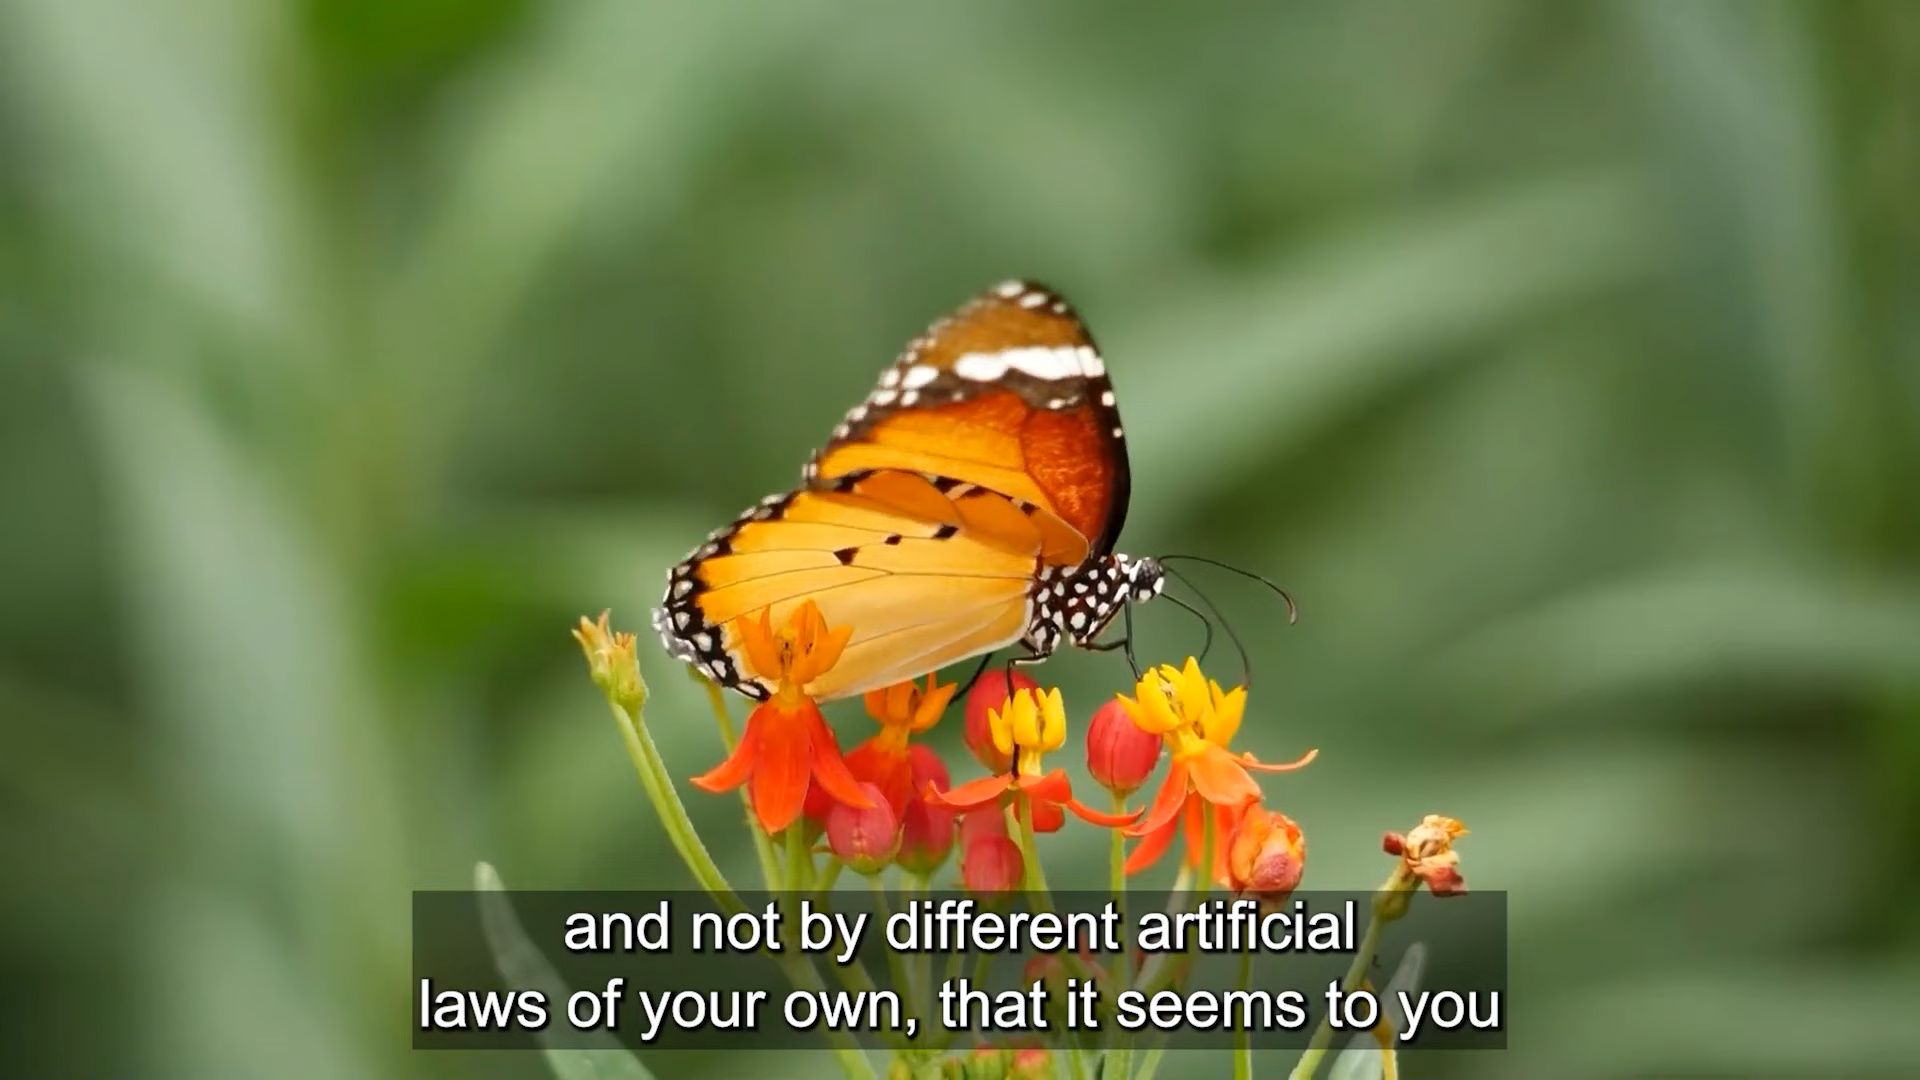 and not by different artificial
laws of your own, that it seems to you